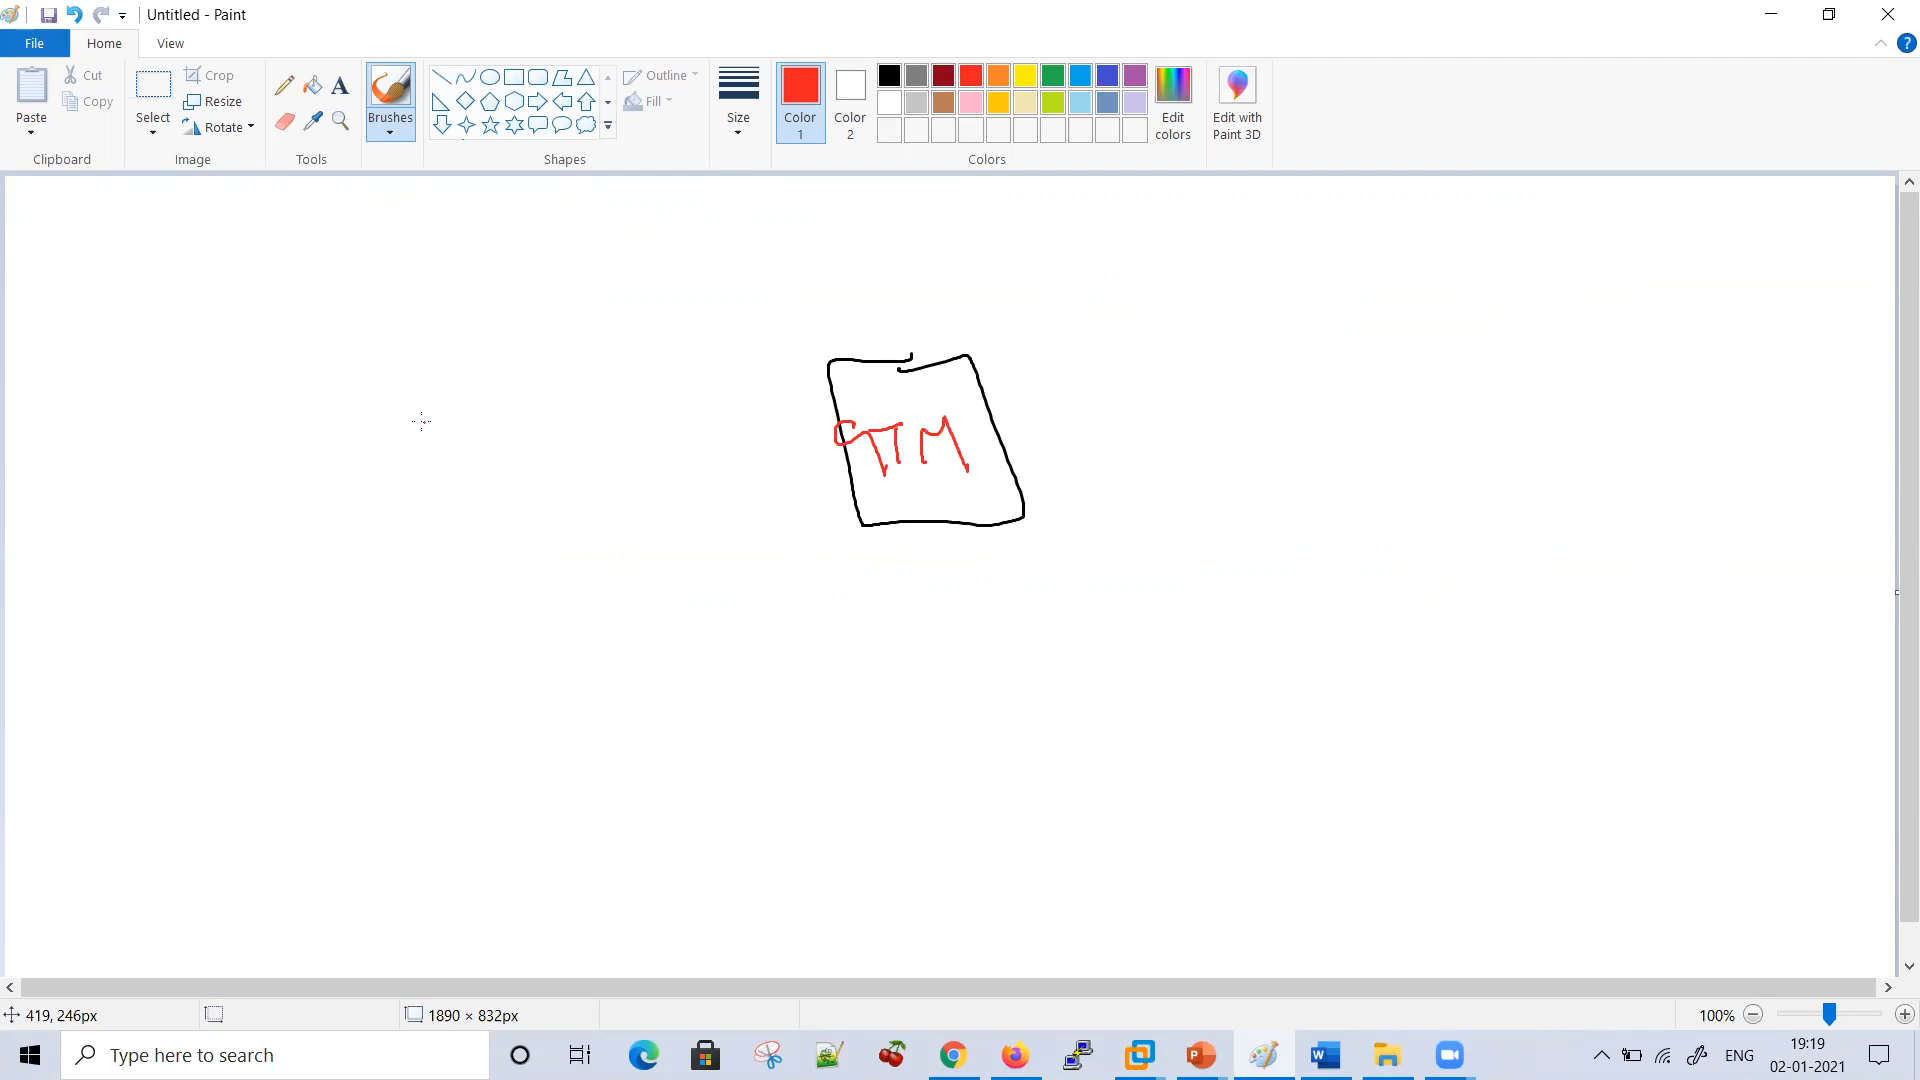 Untitled - Paint
File Home View
Paste
Cut
Copy
Clipboard
Select
Crop
Resize
Rotate
Image
Tools
Brushes
Shapes
Outline
Fill
Size
Color 1
Color 2
Edit colors
Colors
Edit with Paint 3D
419, 246px
1890 × 832px
100%
Type here to search
ENG
19:19
02-01-2021